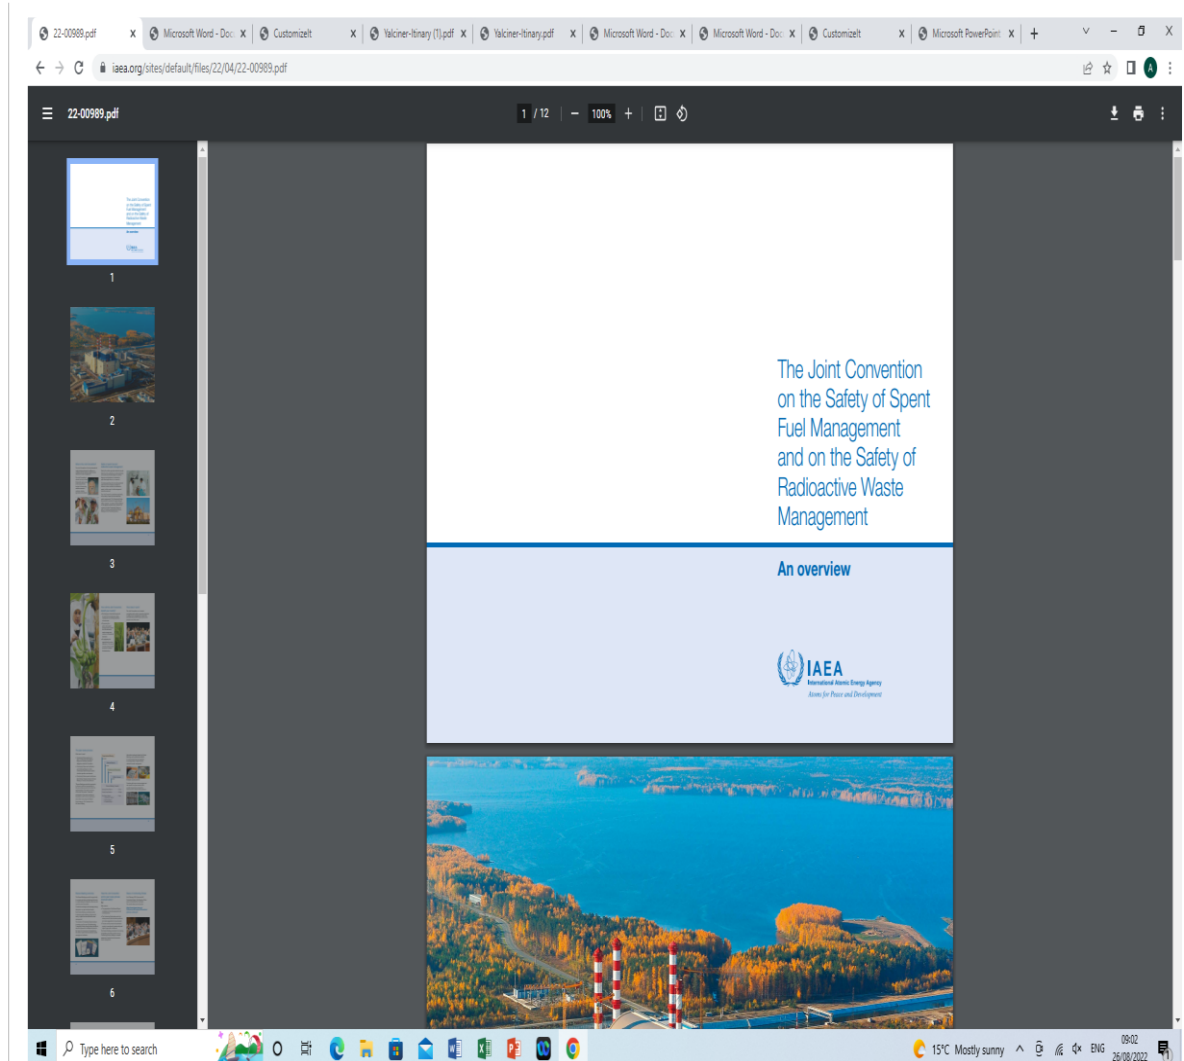 22-00989.pdf
Microsoft Word - Doc
CustomizeIt
Yalciner-Itinary (1).pdf
Yalciner-Itinary.pdf
Microsoft Word - Doc
Microsoft Word - Doc
CustomizeIt
Microsoft PowerPoint
iaea.org/sites/default/files/22/04/22-00989.pdf
A
22-00989.pdf
1 / 12
100%
1
2
3
4
5
6
The Joint Convention
on the Safety of Spent
Fuel Management
and on the Safety of
Radioactive Waste
Management
An overview
IAEA
International Atomic Energy Agency
Atoms for Peace and Development
Type here to search
15°C Mostly sunny
ENG
09:02
26/08/2022